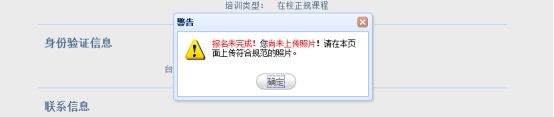 培训类型： 在校正规课程
警告
身份验证信息
报名未完成！您尚未上传照片！请在本页
面上传符合规范的照片。
台
确定
联系信息